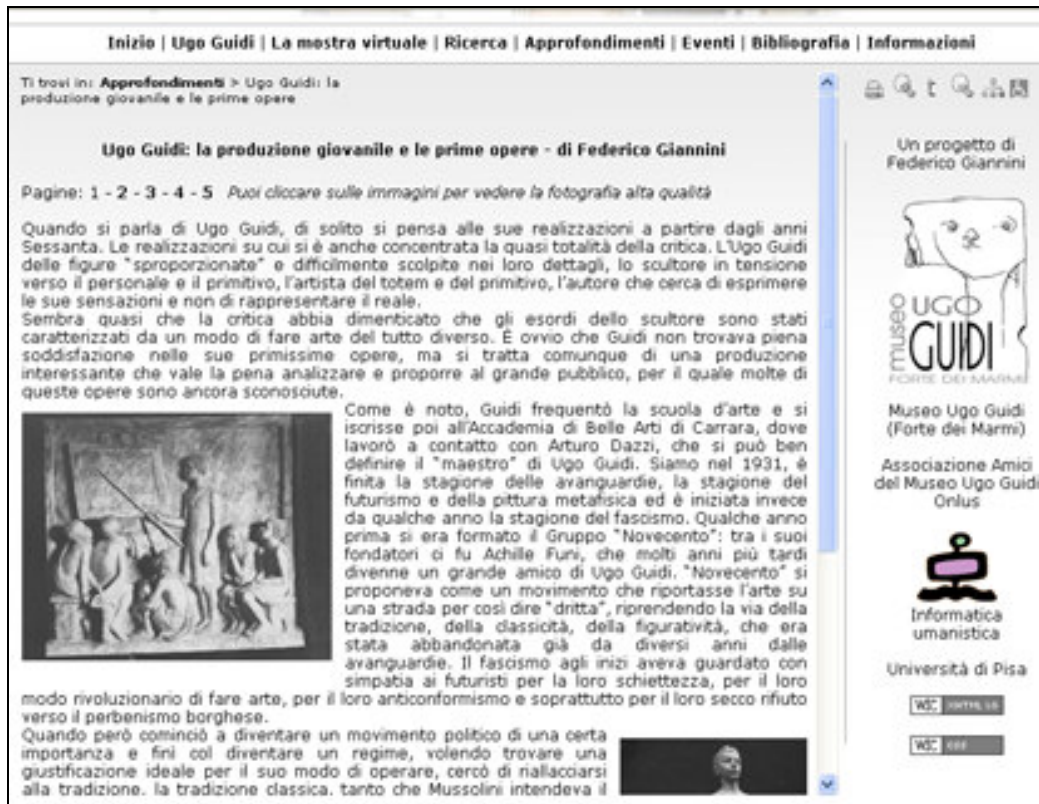 Inizio | Ugo Guidi | La mostra virtuale | Ricerca | Approfondimenti | Eventi | Bibliografia | Informazioni
Ti trovi in: Approfondimenti > Ugo Guidi: la
produzione giovanile e le prime opere
Ugo Guidi: la produzione giovanile e le prime opere - di Federico Giannini
Pagine: 1 - 2 - 3 - 4 - 5 Puoi cliccare sulle immagini per vedere la fotografia alta qualità
Quando si parla di Ugo Guidi, di solito si pensa alle sue realizzazioni a partire dagli anni
Sessanta. Le realizzazioni su cui si è anche concentrata la quasi totalità della critica. L'Ugo Guidi
delle figure "sproporzionate" e difficilmente scolpite nei loro dettagli, lo scultore in tensione
verso il personale e il primitivo, l'artista del totem e del primitivo, l'autore che cerca di esprimere
le sue sensazioni e non di rappresentare il reale.
Sembra quasi che la critica abbia dimenticato che gli esordi dello scultore sono stati
caratterizzati da un modo di fare arte del tutto diverso. È ovvio che Guidi non trovava piena
soddisfazione nelle sue primissime opere, ma si tratta comunque di una produzione
interessante che vale la pena analizzare e proporre al grande pubblico, per il quale molte di
queste opere sono ancora sconosciute.
Come è noto, Guidi frequentò la scuola d'arte e si
iscrisse poi all'Accademia di Belle Arti di Carrara, dove
lavorò a contatto con Arturo Dazzi, che si può ben
definire il "maestro" di Ugo Guidi. Siamo nel 1931, è
finita la stagione delle avanguardie, la stagione del
futurismo e della pittura metafisica ed è iniziata invece
da qualche anno la stagione del fascismo. Qualche anno
prima si era formato il Gruppo "Novecento": tra i suoi
fondatori ci fu Achille Funi, che molti anni più tardi
divenne un grande amico di Ugo Guidi. "Novecento" si
proponeva come un movimento che riportasse l'arte su
una strada per così dire "dritta", riprendendo la via della
tradizione, della classicità, della figuratività, che era
stata abbandonata già da diversi anni dalle
avanguardie. Il fascismo agli inizi aveva guardato con
simpatia ai futuristi per la loro schiettezza, per il loro
modo rivoluzionario di fare arte, per il loro anticonformismo e soprattutto per il loro secco rifiuto
verso il perbenismo borghese.
Quando però cominciò a diventare un movimento politico di una certa
importanza e finì col diventare un regime, volendo trovare una
giustificazione ideale per il suo modo di operare, cercò di riallacciarsi
alla tradizione, la tradizione classica, tanto che Mussolini intendeva il
t
Un progetto di
Federico Giannini
museo UGO
GUIDI
FORTE DEI MARMI
Museo Ugo Guidi
(Forte dei Marmi)
Associazione Amici
del Museo Ugo Guidi
Onlus
Informatica
umanistica
Università di Pisa
W3C XHTML 1.0
W3C CSS